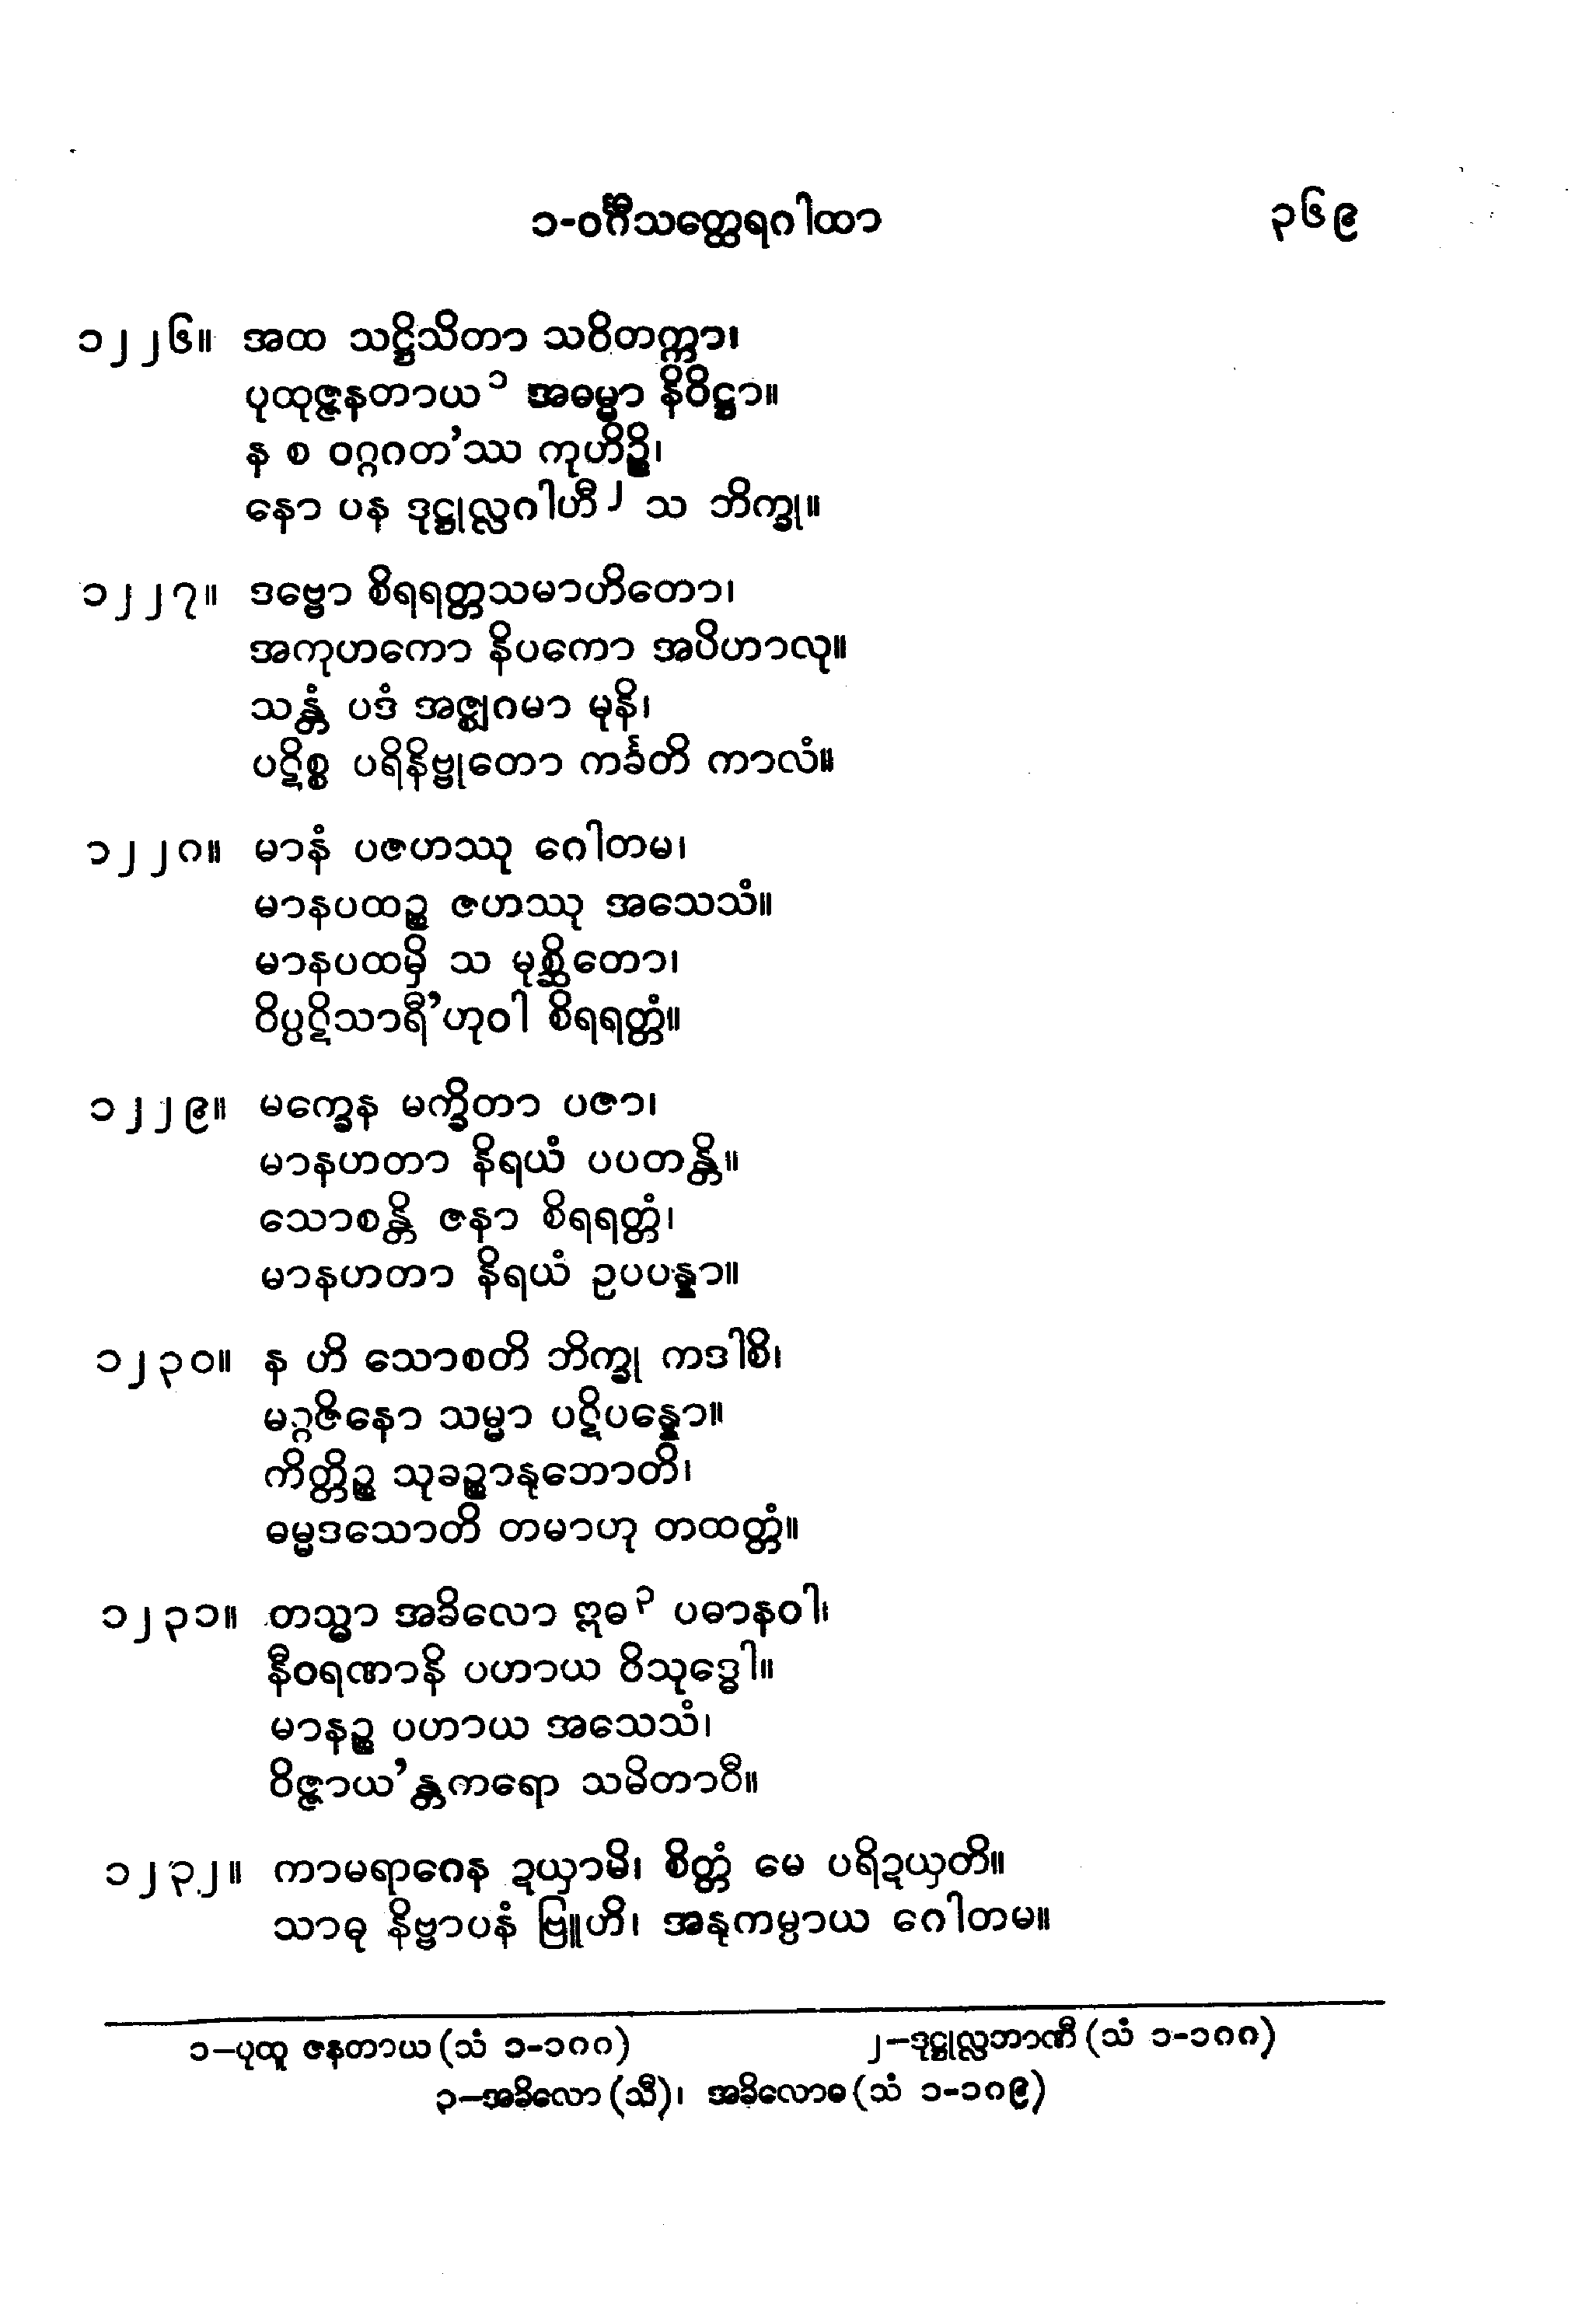 ၁-ဝင်္ဂီသတ္ထေရဂါထာ ၃၆၉
၁၂၂၆။ အထ သဋ္ဌိသိတာ သဝိတက္ကာ၊
ပုထုဇ္ဇနတာယ၁ အဓမ္မာ နိဝိဋ္ဌာ။
န စ ဝဂ္ဂဂတ’ဿ ကုဟိဉ္စိ၊
နော ပန ဒုဋ္ဌုလ္လဂါဟီ၂ သ ဘိက္ခု။
၁၂၂၇။ ဒဗ္ဗော စိရရတ္တသမာဟိတော၊
အကုဟကော နိပကော အပိဟာလု။
သန္တံ ပဒံ အဇ္ဈဂမာ မုနိ၊
ပဋိစ္စ ပရိနိဗ္ဗုတော ကင်္ခတိ ကာလံ။
၁၂၂၈။ မာနံ ပဇဟဿု ဂေါတမ၊
မာနပထဉ္စ ဇဟဿု အသေသံ။
မာနပထမှိ သ မုစ္ဆိတော၊
ဝိပ္ပဋိသာရီ’ဟုဝါ စိရရတ္တံ။
၁၂၂၉။ မက္ခေန မက္ခိတာ ပဇာ၊
မာနဟတာ နိရယံ ပပတန္တိ။
သောစန္တိ ဇနာ စိရရတ္တံ၊
မာနဟတာ နိရယံ ဥပပန္နာ။
၁၂၃၀။ န ဟိ သောစတိ ဘိက္ခု ကဒါစိ၊
မဂ္ဂဇိနော သမ္မာ ပဋိပန္နော။
ကိတ္တိဉ္စ သုခဉ္စာနုဘောတိ၊
ဓမ္မဒသောတိ တမာဟု တထတ္တံ။
၁၂၃၁။ တသ္မာ အခိလော ဣဓ၃ ပဓာနဝါ၊
နီဝရဏာနိ ပဟာယ ဝိသုဒ္ဓေါ။
မာနဉ္စ ပဟာယ အသေသံ၊
ဝိဇ္ဇာယ’န္တကရော သမိတာဝီ။
၁၂၃၂။ ကာမရာဂေန ဍယှာမိ၊ စိတ္တံ မေ ပရိဍယှတိ။
သာဓု နိဗ္ဗာပနံ ဗြူဟိ၊ အနုကမ္ပာယ ဂေါတမ။
၁–ပုထူ ဇနတာယ (သံ ၁-၁၈၈) ၂–ဒုဋ္ဌုလ္လဘာဏီ (သံ ၁-၁၈၈)
၃–အခိလော (သီ)၊ အခိလောဓ (သံ ၁-၁၈၉)